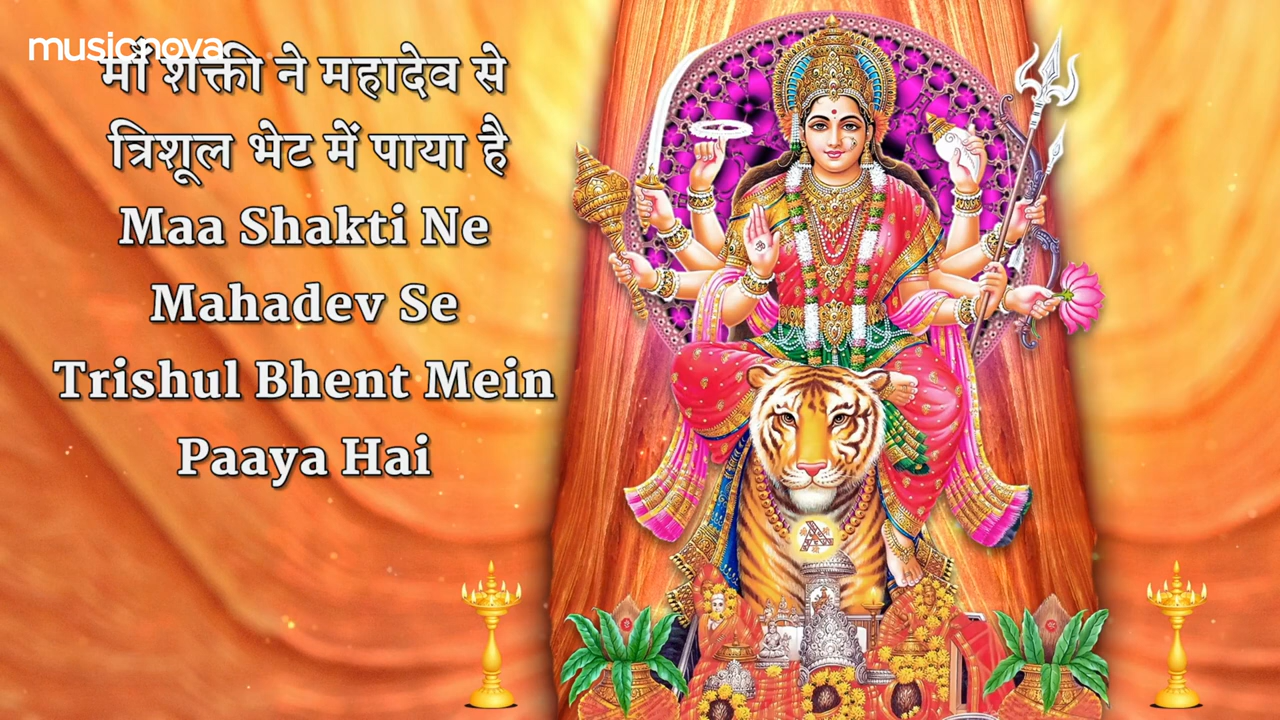 musicnova
माँ शक्ती ने महादेव से
त्रिशूल भेट में पाया है
Maa Shakti Ne
Mahadev Se
Trishul Bhent Mein
Paaya Hai